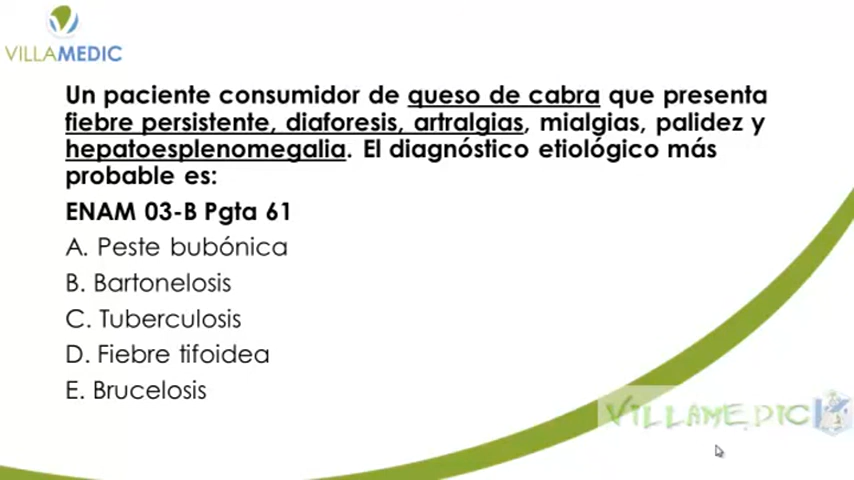 VILLAMEDIC
Un paciente consumidor de queso de cabra que presenta
fiebre persistente, diaforesis, artralgias, mialgias, palidez y
hepatoesplenomegalia. El diagnóstico etiológico más
probable es:
ENAM 03-B Pgta 61
A. Peste bubónica
B. Bartonelosis
C. Tuberculosis
D. Fiebre tifoidea
E. Brucelosis
VILLAMEDIC